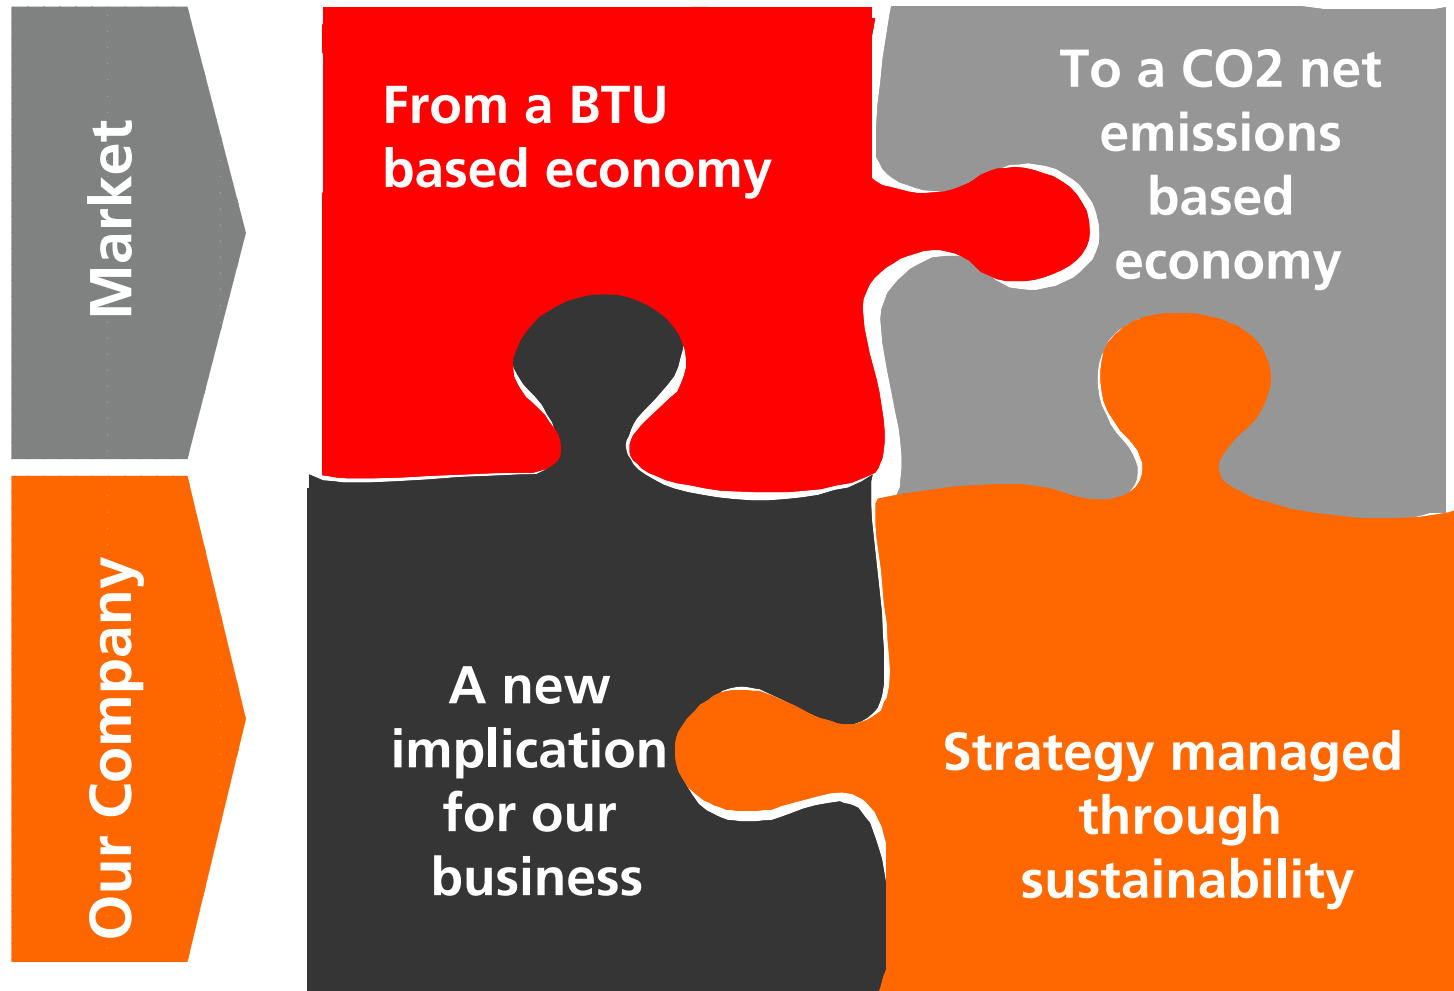 Market
From a BTU
based economy
To a CO2 net
emissions
based
economy
Our Company
A new
implication
for our
business
Strategy managed
through
sustainability